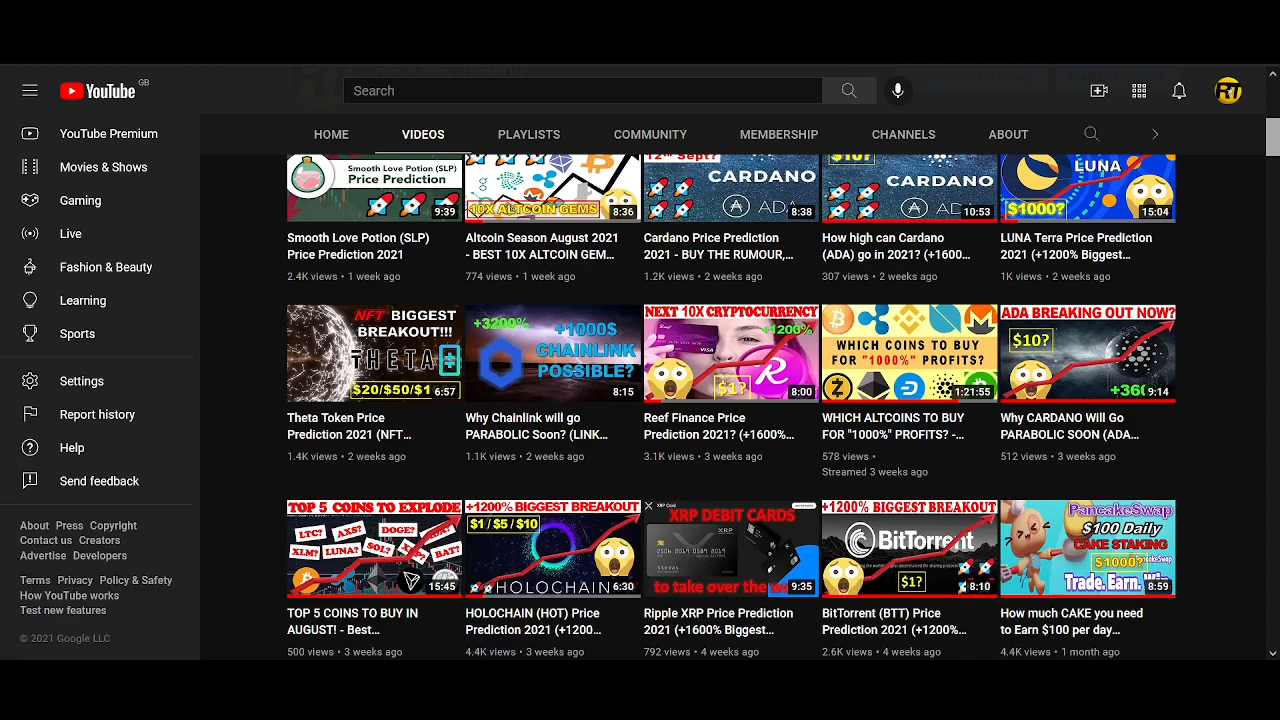 YouTube GB
Search
YouTube Premium
Movies & Shows
Gaming
Live
Fashion & Beauty
Learning
Sports
Settings
Report history
Help
Send feedback
About Press Copyright
Contact us Creators
Advertise Developers
Terms Privacy Policy & Safety
How YouTube works
Test new features
© 2021 Google LLC
HOME VIDEOS PLAYLISTS COMMUNITY MEMBERSHIP CHANNELS ABOUT
Smooth Love Potion (SLP)
Price Prediction
9:39
10X ALTCOIN GEMS
8:36
12th Sept?
CARDANO
ADA
8:38
$10?
CARDANO
ADA
10:53
LUNA
$1000?
15:04
Smooth Love Potion (SLP)
Price Prediction 2021
2.4K views • 1 week ago
Altcoin Season August 2021
- BEST 10X ALTCOIN GEM...
774 views • 1 week ago
Cardano Price Prediction
2021 - BUY THE RUMOUR,...
1.2K views • 2 weeks ago
How high can Cardano
(ADA) go in 2021? (+1600...
307 views • 2 weeks ago
LUNA Terra Price Prediction
2021 (+1200% Biggest...
1K views • 2 weeks ago
NFT BIGGEST
BREAKOUT!!!
THETA
$20/$50/$1
6:57
+3200%
+1000$
CHAINLINK
POSSIBLE?
8:15
NEXT 10X CRYPTOCURRENCY
+1200%
VISA
$1?
8:00
WHICH COINS TO BUY
FOR "1000%" PROFITS?
1:21:55
ADA BREAKING OUT NOW?
$10?
+360
9:14
Theta Token Price
Prediction 2021 (NFT...
1.4K views • 2 weeks ago
Why Chainlink will go
PARABOLIC Soon? (LINK...
1.1K views • 2 weeks ago
Reef Finance Price
Prediction 2021? (+1600%...
3.1K views • 3 weeks ago
WHICH ALTCOINS TO BUY
FOR "1000%" PROFITS? -...
578 views •
Streamed 3 weeks ago
Why CARDANO Will Go
PARABOLIC SOON (ADA...
512 views • 3 weeks ago
TOP 5 COINS TO EXPLODE
LTC? AXS? DOGE?
XLM? LUNA? SOL? BAT?
15:45
+1200% BIGGEST BREAKOUT
$1 / $5 / $10
HOLOCHAIN
6:30
XRP Card
XRP DEBIT CARDS
XRP
to take over the w
9:35
+1200% BIGGEST BREAKOUT
BitTorrent
$1?
8:10
PancakeSwap
$100 Daily
CAKE STAKING
$1000?
Trade. Earn. Wi
8:59
TOP 5 COINS TO BUY IN
AUGUST! - Best...
500 views • 3 weeks ago
HOLOCHAIN (HOT) Price
Prediction 2021 (+1200...
4.4K views • 3 weeks ago
Ripple XRP Price Prediction
2021 (+1600% Biggest...
792 views • 4 weeks ago
BitTorrent (BTT) Price
Prediction 2021 (+1200%...
2.6K views • 4 weeks ago
How much CAKE you need
to Earn $100 per day...
4.4K views • 1 month ago